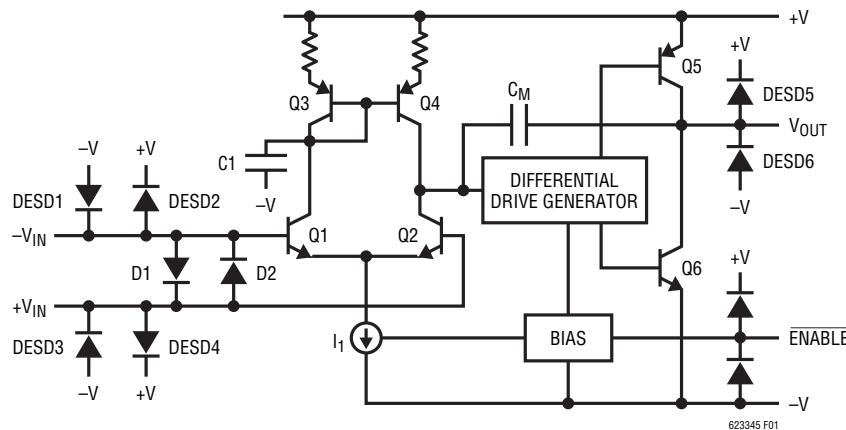 +V
Q3
Q4
CM
+V
Q5
DESD5
VOUT
DESD6
–V
C1
–V
DIFFERENTIAL
DRIVE GENERATOR
–V
+V
DESD1
DESD2
–VIN
Q1
Q2
D1
D2
+VIN
DESD3
DESD4
–V
+V
I1
BIAS
Q6
+V
ENABLE
–V
623345 F01